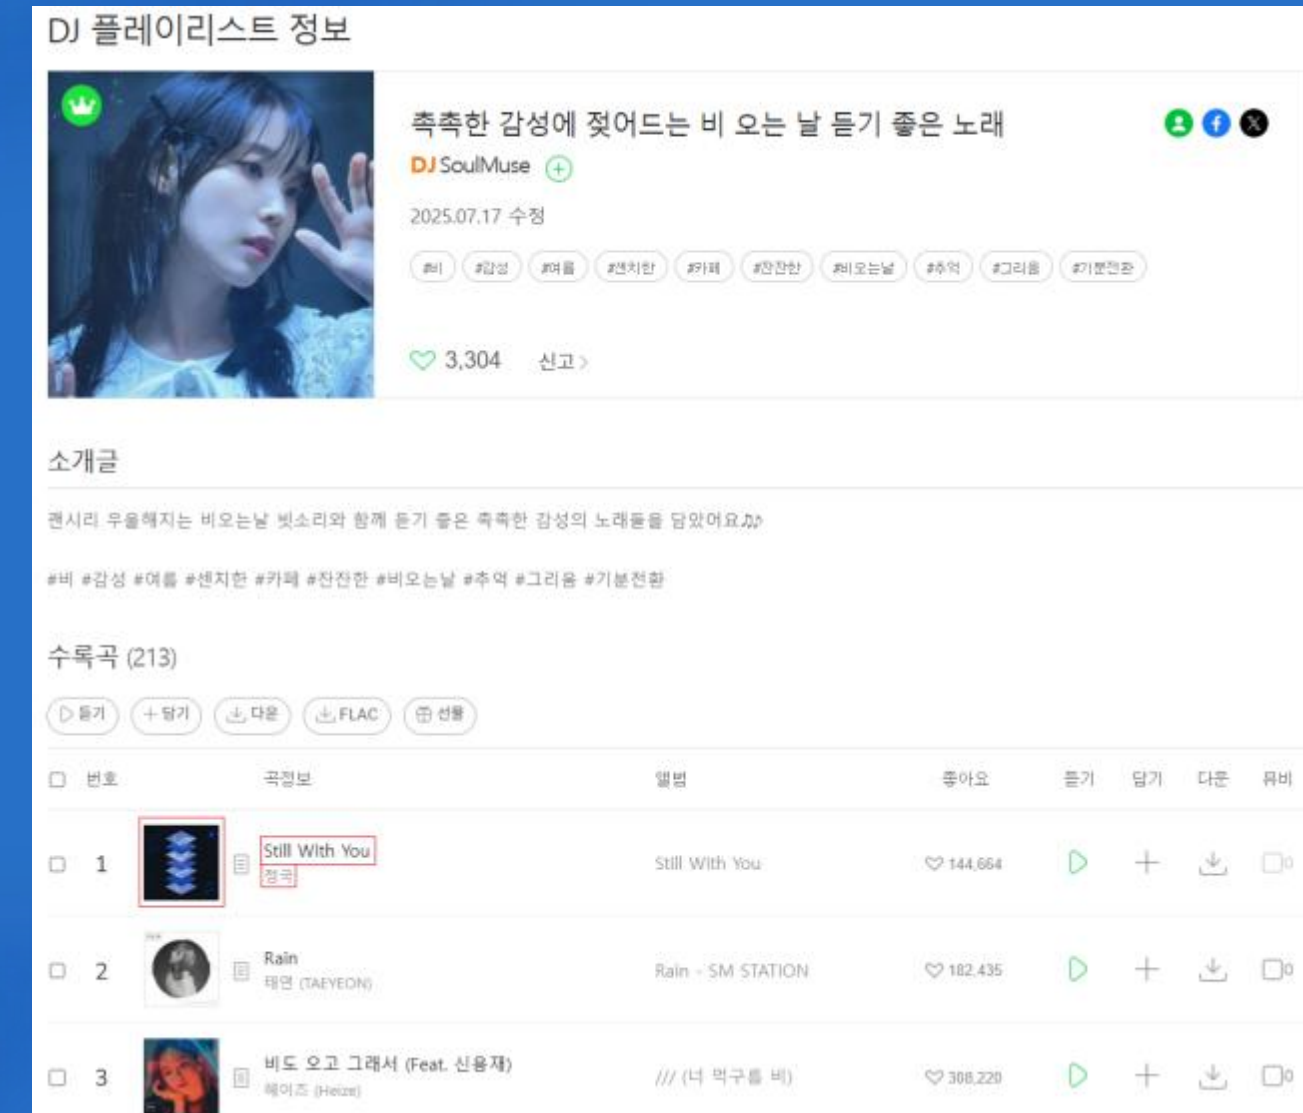 DJ 플레이리스트 정보
촉촉한 감성에 젖어드는 비 오는 날 듣기 좋은 노래
DJ SoulMuse
2025.07.17 수정
#비 #감성 #여름 #센치한 #카페 #잔잔한 #비오는날 #추억 #그리움 #기분전환
3,304 신고
소개글
괜시리 우울해지는 비오는날 빗소리와 함께 듣기 좋은 촉촉한 감성의 노래들을 담았어요♫♪
#비 #감성 #여름 #센치한 #카페 #잔잔한 #비오는날 #추억 #그리움 #기분전환
수록곡 (213)
듣기 담기 다운 FLAC 선물
번호 곡정보 앨범 좋아요 듣기 담기 다운 뮤비
1 Still With You Still With You 144,664
정국
2 Rain Rain - SM STATION 182,435
태연 (TAEYEON)
3 비도 오고 그래서 (Feat. 신용재) /// (너 먹구름 비) 308,220
헤이즈 (Heize)